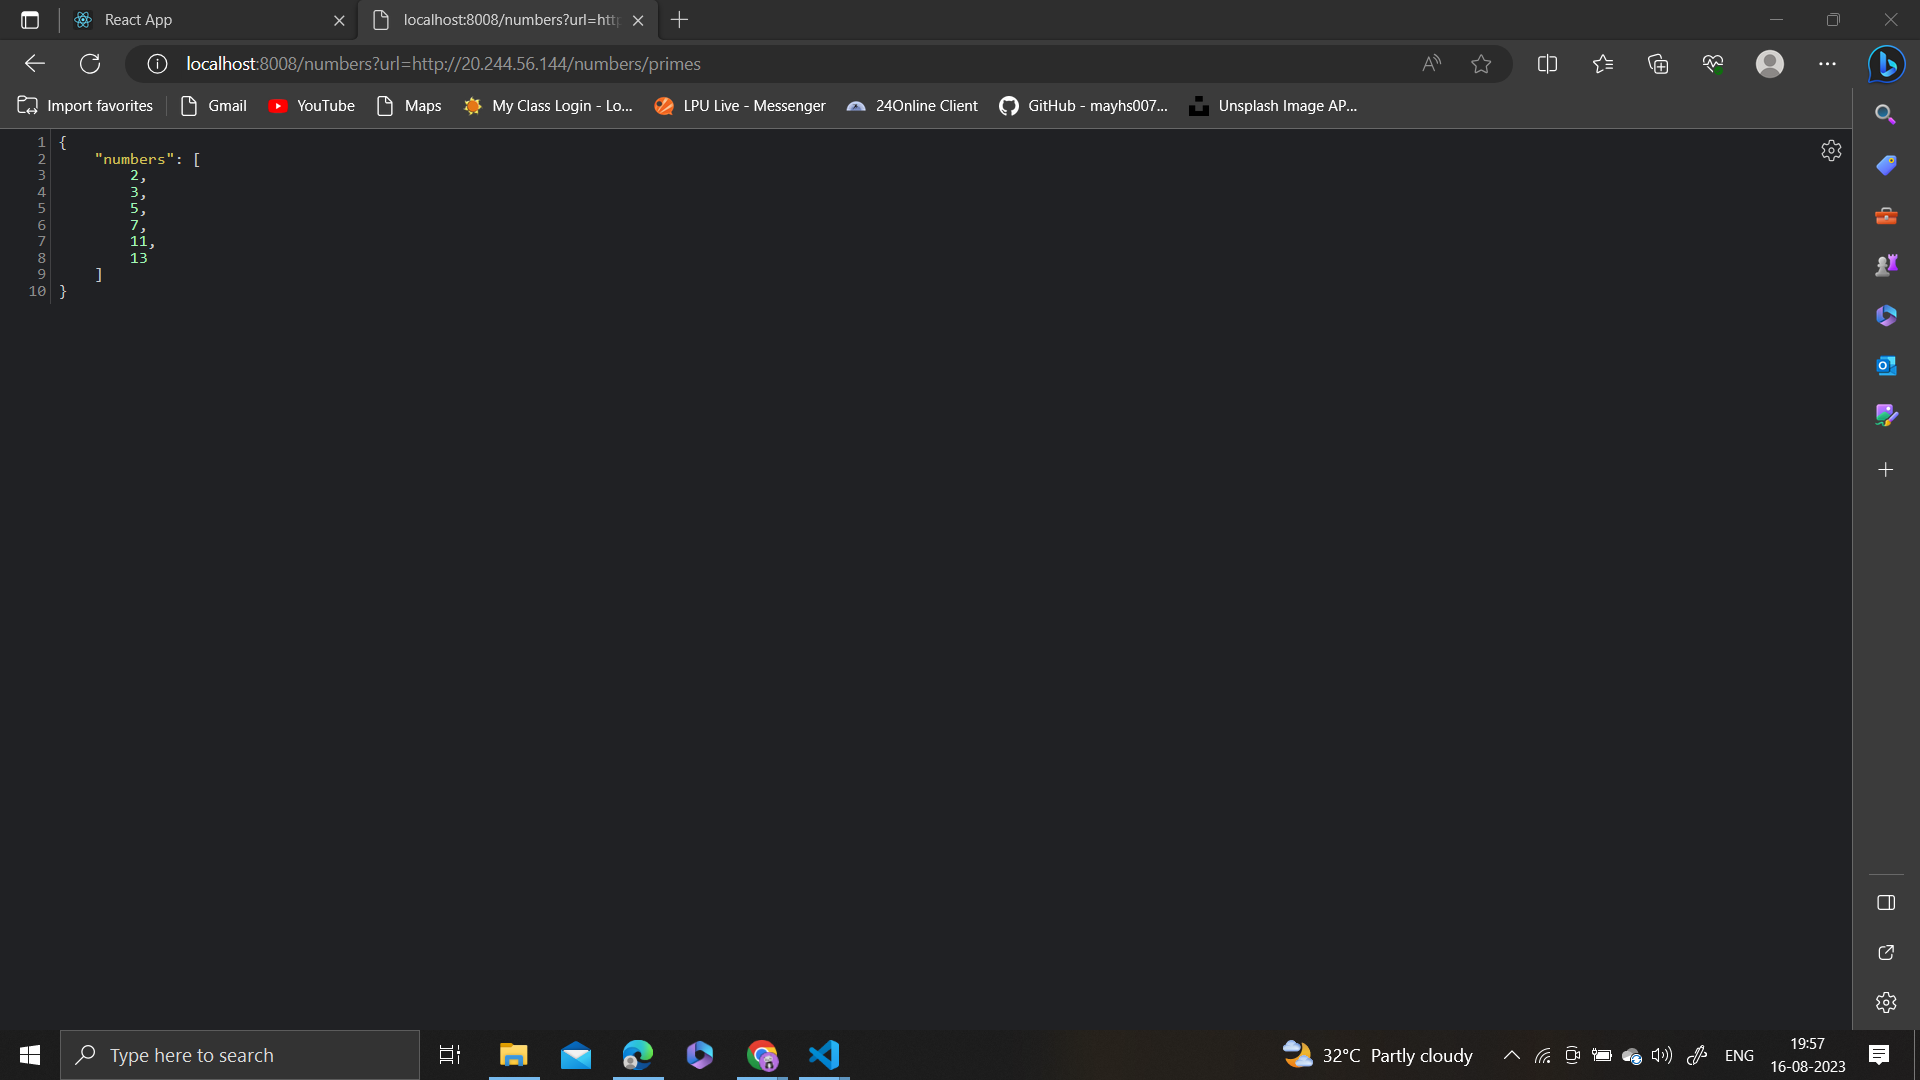 React App
localhost:8008/numbers?url=http
localhost:8008/numbers?url=http://20.244.56.144/numbers/primes
Import favorites Gmail YouTube Maps My Class Login - Lo... LPU Live - Messenger 24Online Client GitHub - mayhs007... Unsplash Image AP...
1 {
2 "numbers": [
3 2,
4 3,
5 5,
6 7,
7 11,
8 13
9 ]
10 }
Type here to search
32°C Partly cloudy
ENG
19:57
16-08-2023